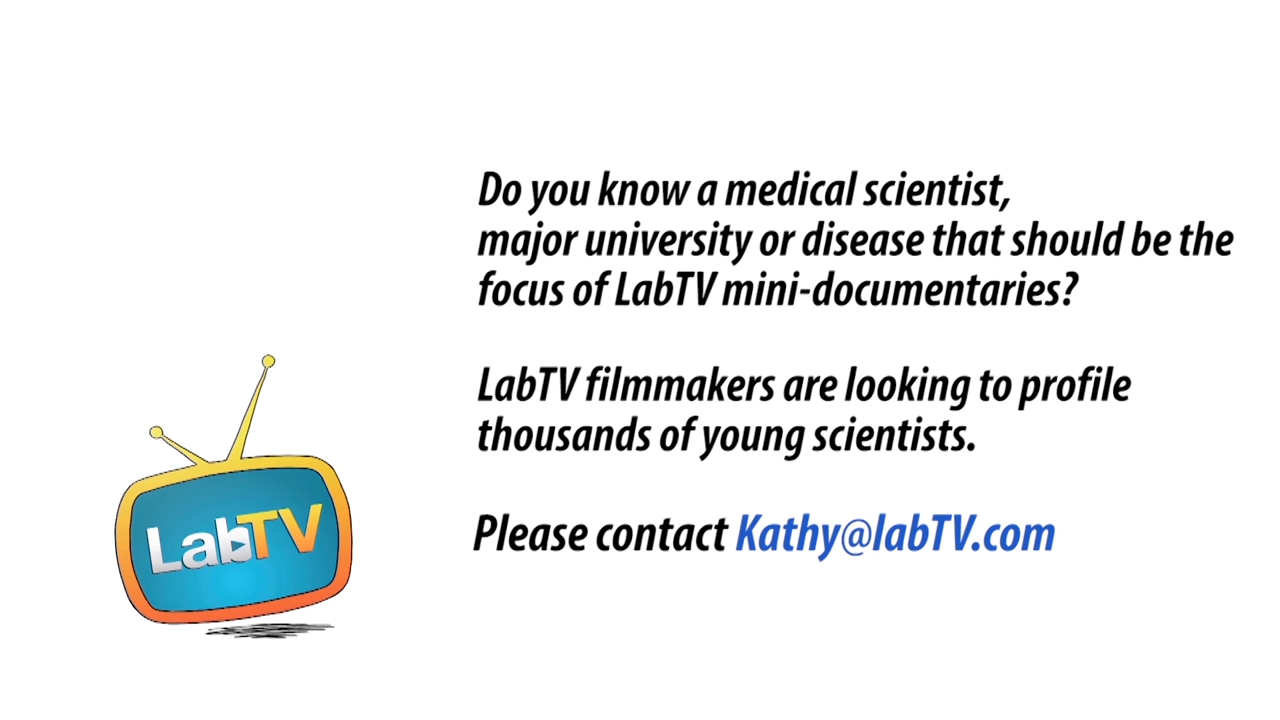 Do you know a medical scientist,
major university or disease that should be the
focus of LabTV mini-documentaries?
LabTV filmmakers are looking to profile
thousands of young scientists.
Please contact Kathy@labTV.com
LabTV